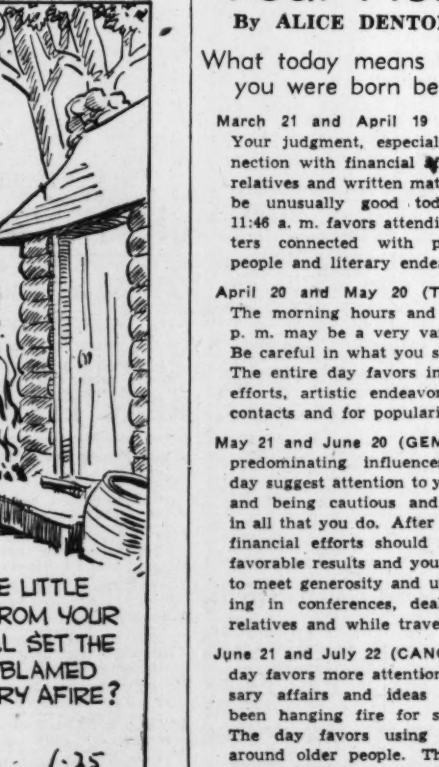 E LITTLE
ROM YOUR
LL SET THE
BLAMED
RY AFIRE?
1-25
By ALICE DENTO
What today means
you were born be
March 21 and April 19
Your judgment, especial
nection with financial
relatives and written mat
be unusually good tod
11:46 a. m. favors attendi
ters connected with p
people and literary ende
April 20 and May 20 (T
The morning hours and
p. m. may be a very va
Be careful in what you s
The entire day favors in
efforts, artistic endeavor
contacts and for populari
May 21 and June 20 (GEM
predominating influences
day suggest attention to y
and being cautious and
in all that you do. After
financial efforts should
favorable results and you
to meet generosity and u
ing in conferences, deal
relatives and while trave
June 21 and July 22 (CANC
day favors more attention
sary affairs and ideas
been hanging fire for s
The day favors using
around older people. Th